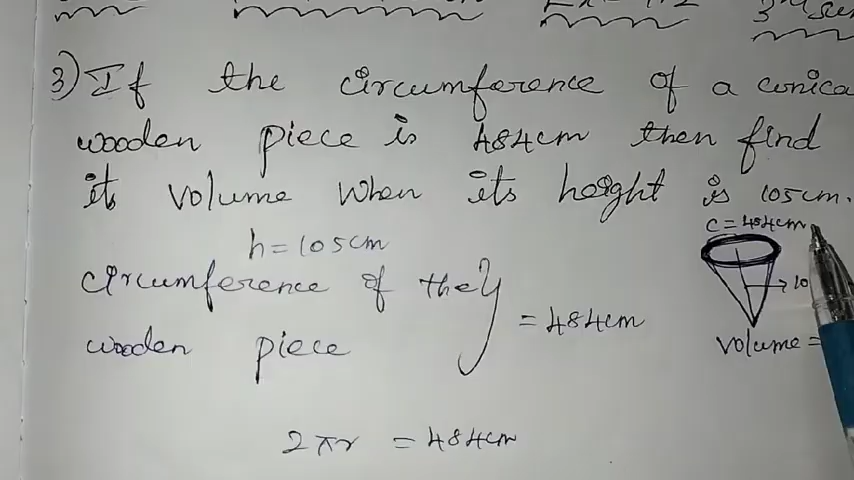 3) If the circumference of a conica
wooden piece is 484cm then find
its volume when its height is 105cm.
h = 105cm
C = 484cm
circumference of the }
wooden piece
= 484cm
10
Volume =
2πr = 484cm